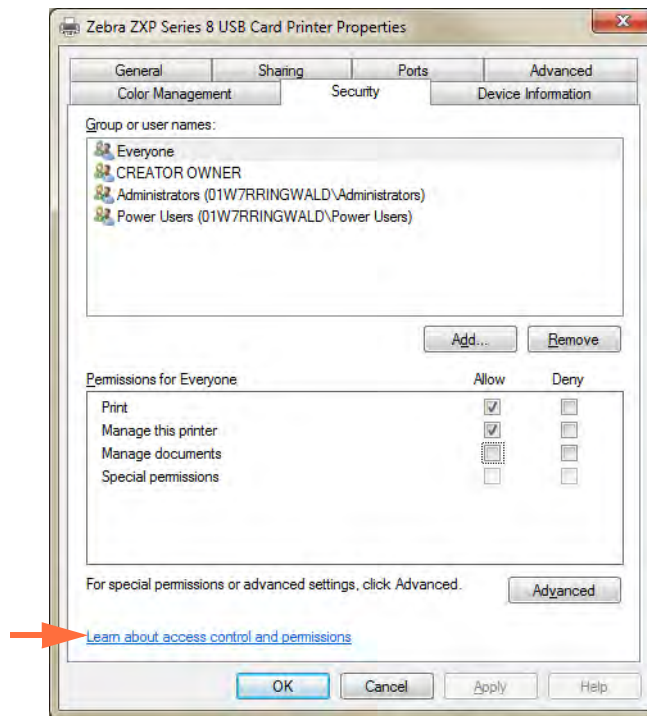 Zebra ZXP Series 8 USB Card Printer Properties
General Sharing Ports Advanced
Color Management Security Device Information
Group or user names:
Everyone
CREATOR OWNER
Administrators (01W7RRINGWALD\Administrators)
Power Users (01W7RRINGWALD\Power Users)
Add... Remove
Permissions for Everyone Allow Deny
Print
Manage this printer
Manage documents
Special permissions
For special permissions or advanced settings, click Advanced. Advanced
Learn about access control and permissions
OK Cancel Apply Help